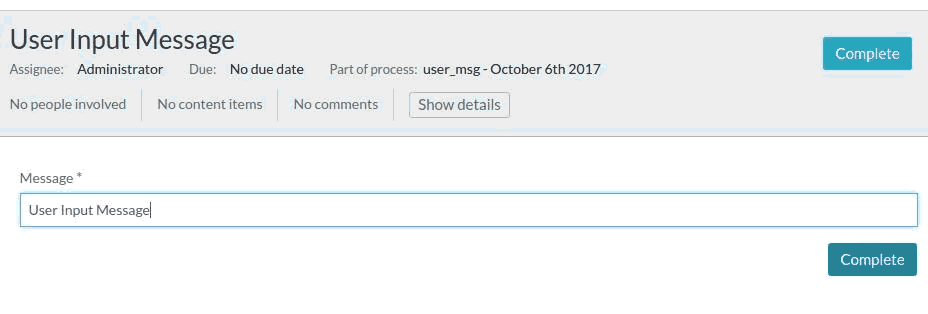 User Input Message
Complete
Assignee: Administrator Due: No due date Part of process: user_msg - October 6th 2017
No people involved No content items No comments Show details
Message *
User Input Message
Complete